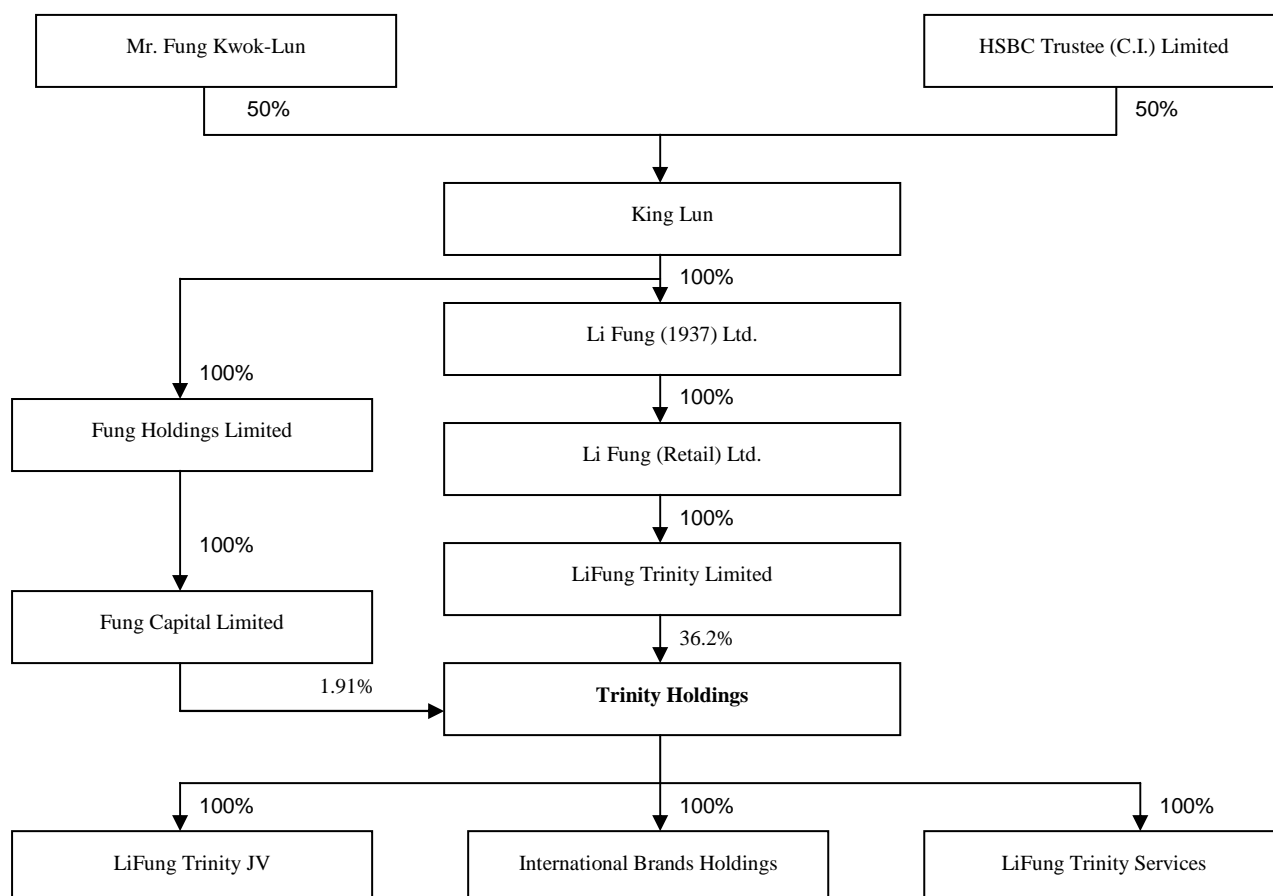 Mr. Fung Kwok-Lun
HSBC Trustee (C.I.) Limited
50%
50%
King Lun
100%
Li Fung (1937) Ltd.
100%
100%
Fung Holdings Limited
Li Fung (Retail) Ltd.
100%
100%
LiFung Trinity Limited
Fung Capital Limited
36.2%
1.91%
Trinity Holdings
100%
100%
100%
LiFung Trinity JV
International Brands Holdings
LiFung Trinity Services